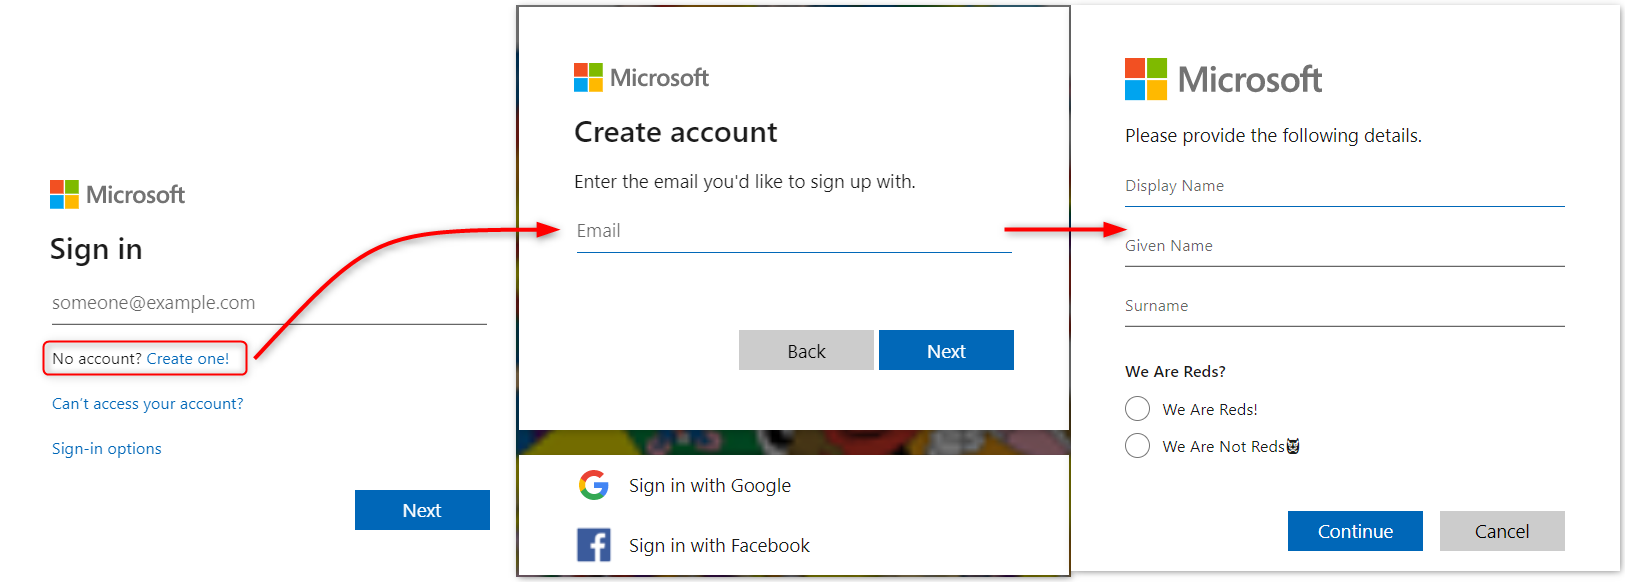 Microsoft
Sign in
someone@example.com
No account? Create one!
Can't access your account?
Sign-in options
Next
Microsoft
Create account
Enter the email you'd like to sign up with.
Email
Back
Next
Sign in with Google
Sign in with Facebook
Microsoft
Please provide the following details.
Display Name
Given Name
Surname
We Are Reds?
We Are Reds!
We Are Not Reds👹
Continue
Cancel